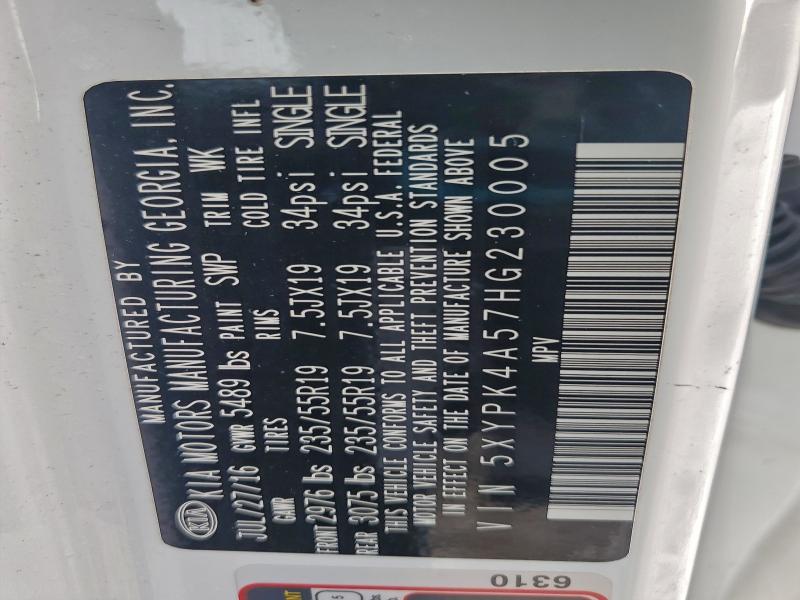 MANUFACTURED BY
KIA KIA MOTORS MANUFACTURING GEORGIA, INC.
JUL/27/16 GVWR 5489 lbs PAINT SWP TRIM WK
GAWR TIRES RIMS COLD TIRE INFL
FRONT 2976 lbs 235/55R19 7.5JX19 34psi SINGLE
REAR 3075 lbs 235/55R19 7.5JX19 34psi SINGLE
THIS VEHICLE CONFORMS TO ALL APPLICABLE U.S.A. FEDERAL
MOTOR VEHICLE SAFETY AND THEFT PREVENTION STANDARDS
IN EFFECT ON THE DATE OF MANUFACTURE SHOWN ABOVE
VIN 5XYPK4A57HG230005
MPV
6310